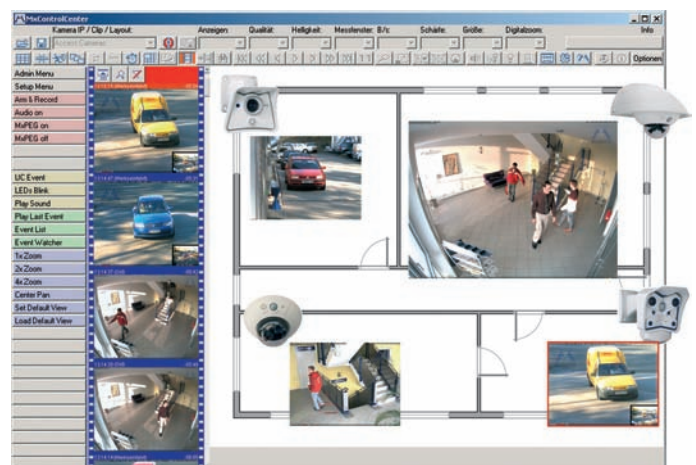 MxControlCenter
Kamera IP / Clip / Layout:
Anzeigen:
Qualität:
Helligkeit:
Messfenster:
B/s:
Schärfe:
Größe:
Digitalzoom:
Info
Accent Cameras
Optionen
Admin Menu
Setup Menu
Arm & Record
Audio on
MxPEG on
MxPEG off
UC Event
LEDs Blink
Play Sound
Play Last Event
Event List
Event Watcher
1x Zoom
2x Zoom
4x Zoom
Center Pan
Set Default View
Load Default View